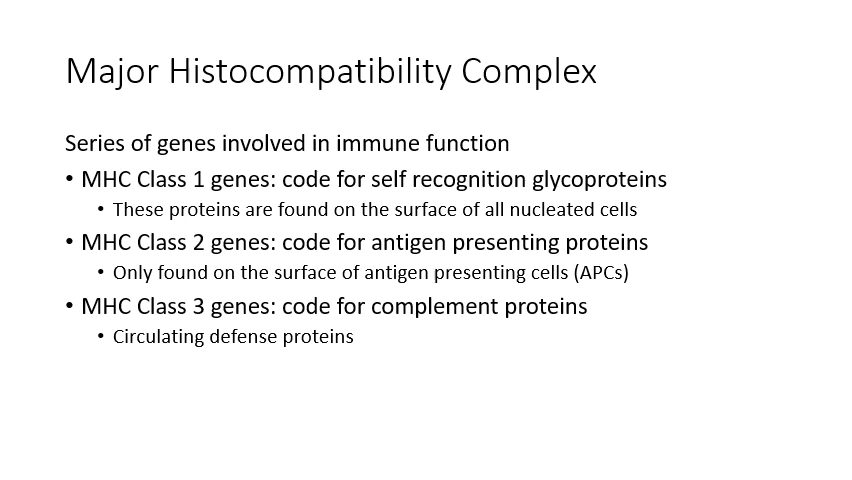 Major Histocompatibility Complex
Series of genes involved in immune function
• MHC Class 1 genes: code for self recognition glycoproteins
• These proteins are found on the surface of all nucleated cells
• MHC Class 2 genes: code for antigen presenting proteins
• Only found on the surface of antigen presenting cells (APCs)
• MHC Class 3 genes: code for complement proteins
• Circulating defense proteins